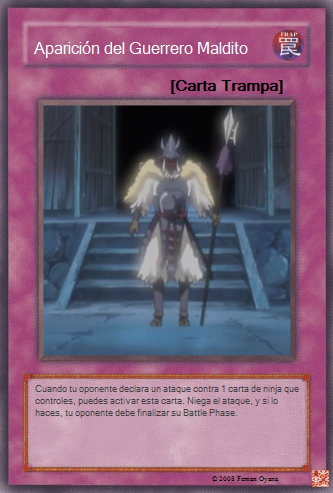 Aparición del Guerrero Maldito
TRAP
罠
[Carta Trampa]
Cuando tu oponente declara un ataque contra 1 carta de ninja que
controles, puedes activar esta carta. Niega el ataque, y si lo
haces, tu oponente debe finalizar su Battle Phase.
© 2008 Faman Oyana